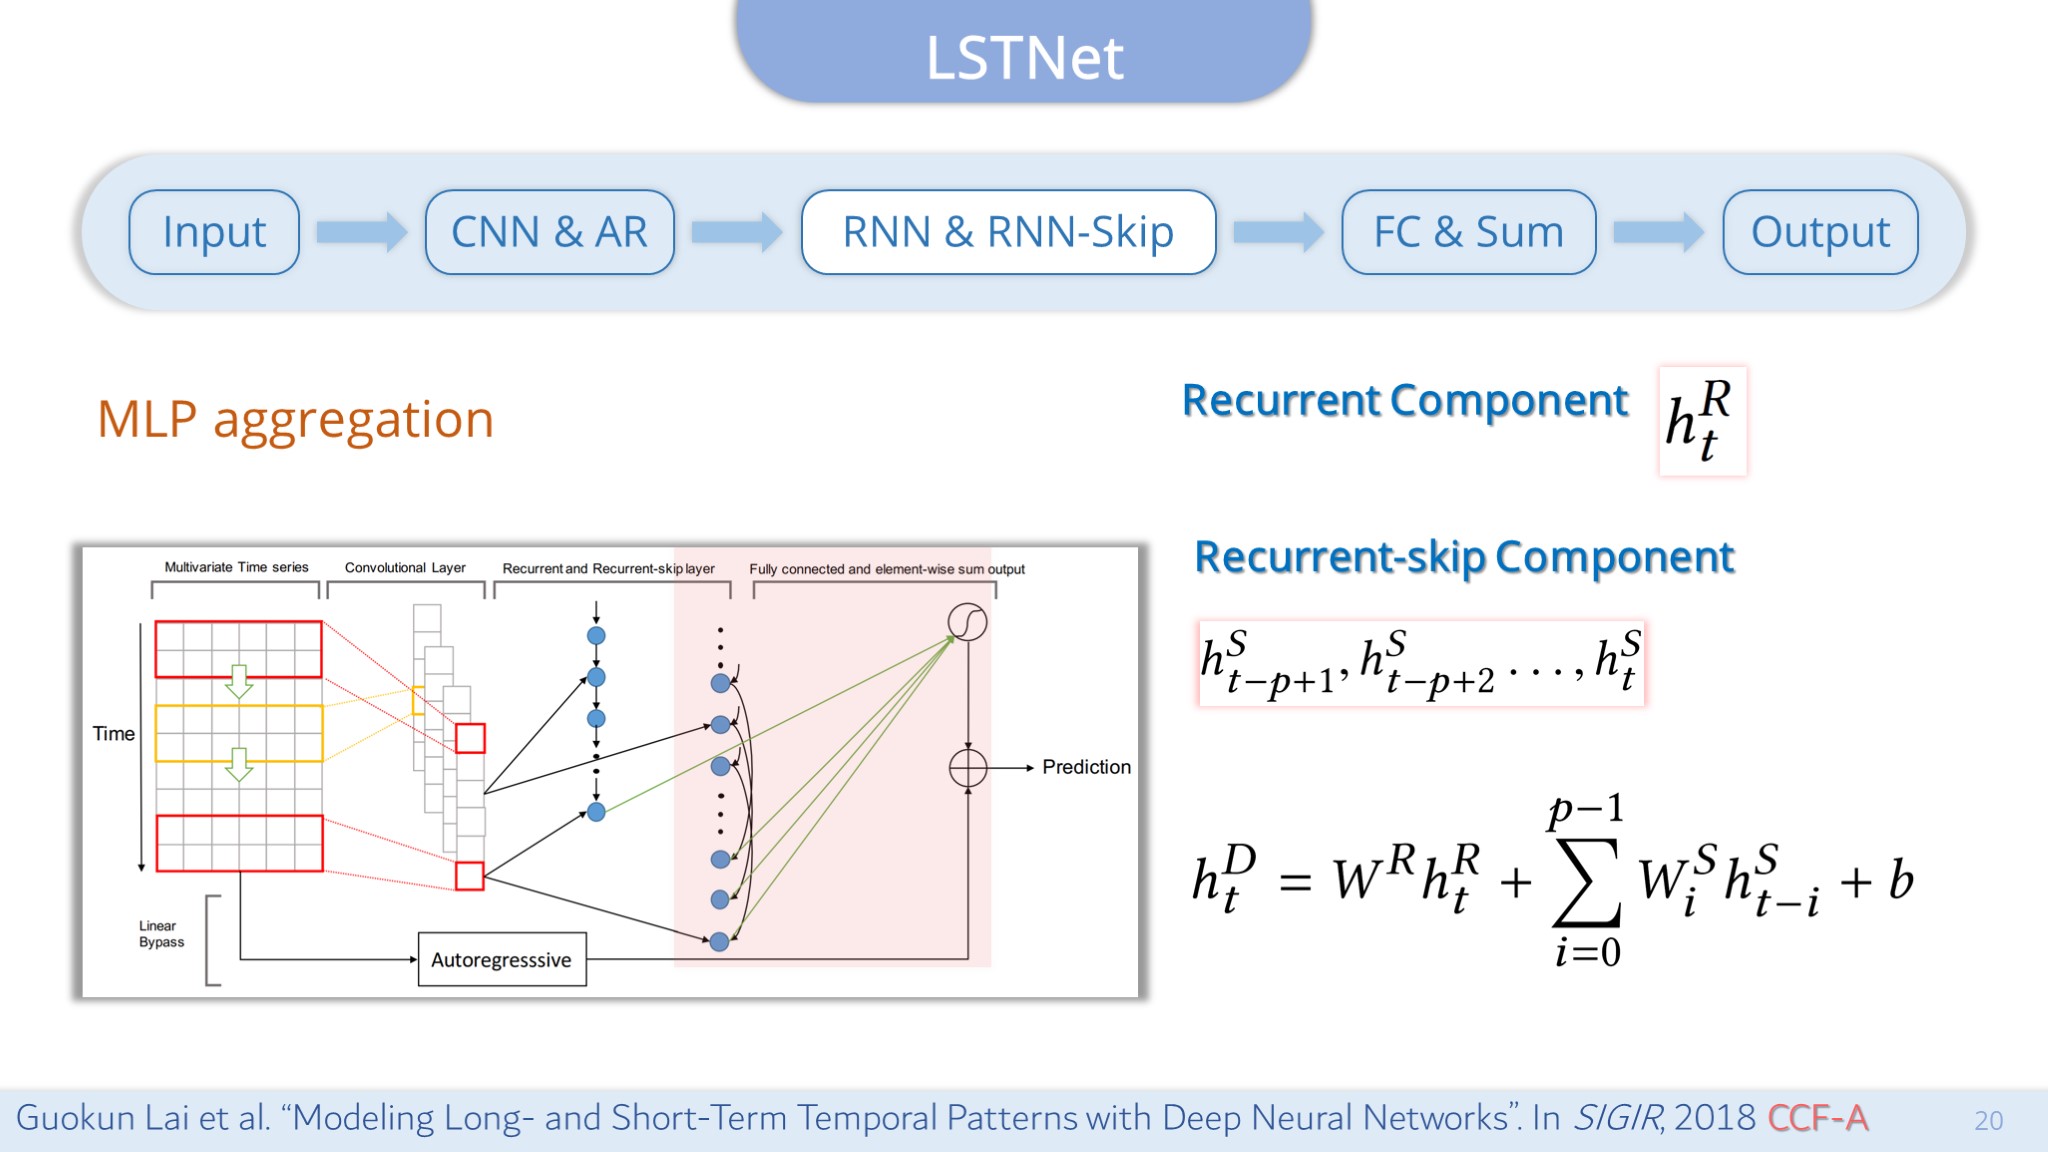 LSTNet
Input
CNN & AR
RNN & RNN-Skip
FC & Sum
Output
MLP aggregation
Recurrent Component
h_t^R
Recurrent-skip Component
h_{t-p+1}^S, h_{t-p+2}^S ..., h_t^S
h_t^D = W^R h_t^R + \sum_{i=0}^{p-1} W_i^S h_{t-i}^S + b
Multivariate Time series
Convolutional Layer
Recurrent and Recurrent-skip layer
Fully connected and element-wise sum output
Time
Prediction
Linear
Bypass
Autoregresssive
Guokun Lai et al. “Modeling Long- and Short-Term Temporal Patterns with Deep Neural Networks”. In SIGIR, 2018 CCF-A
20